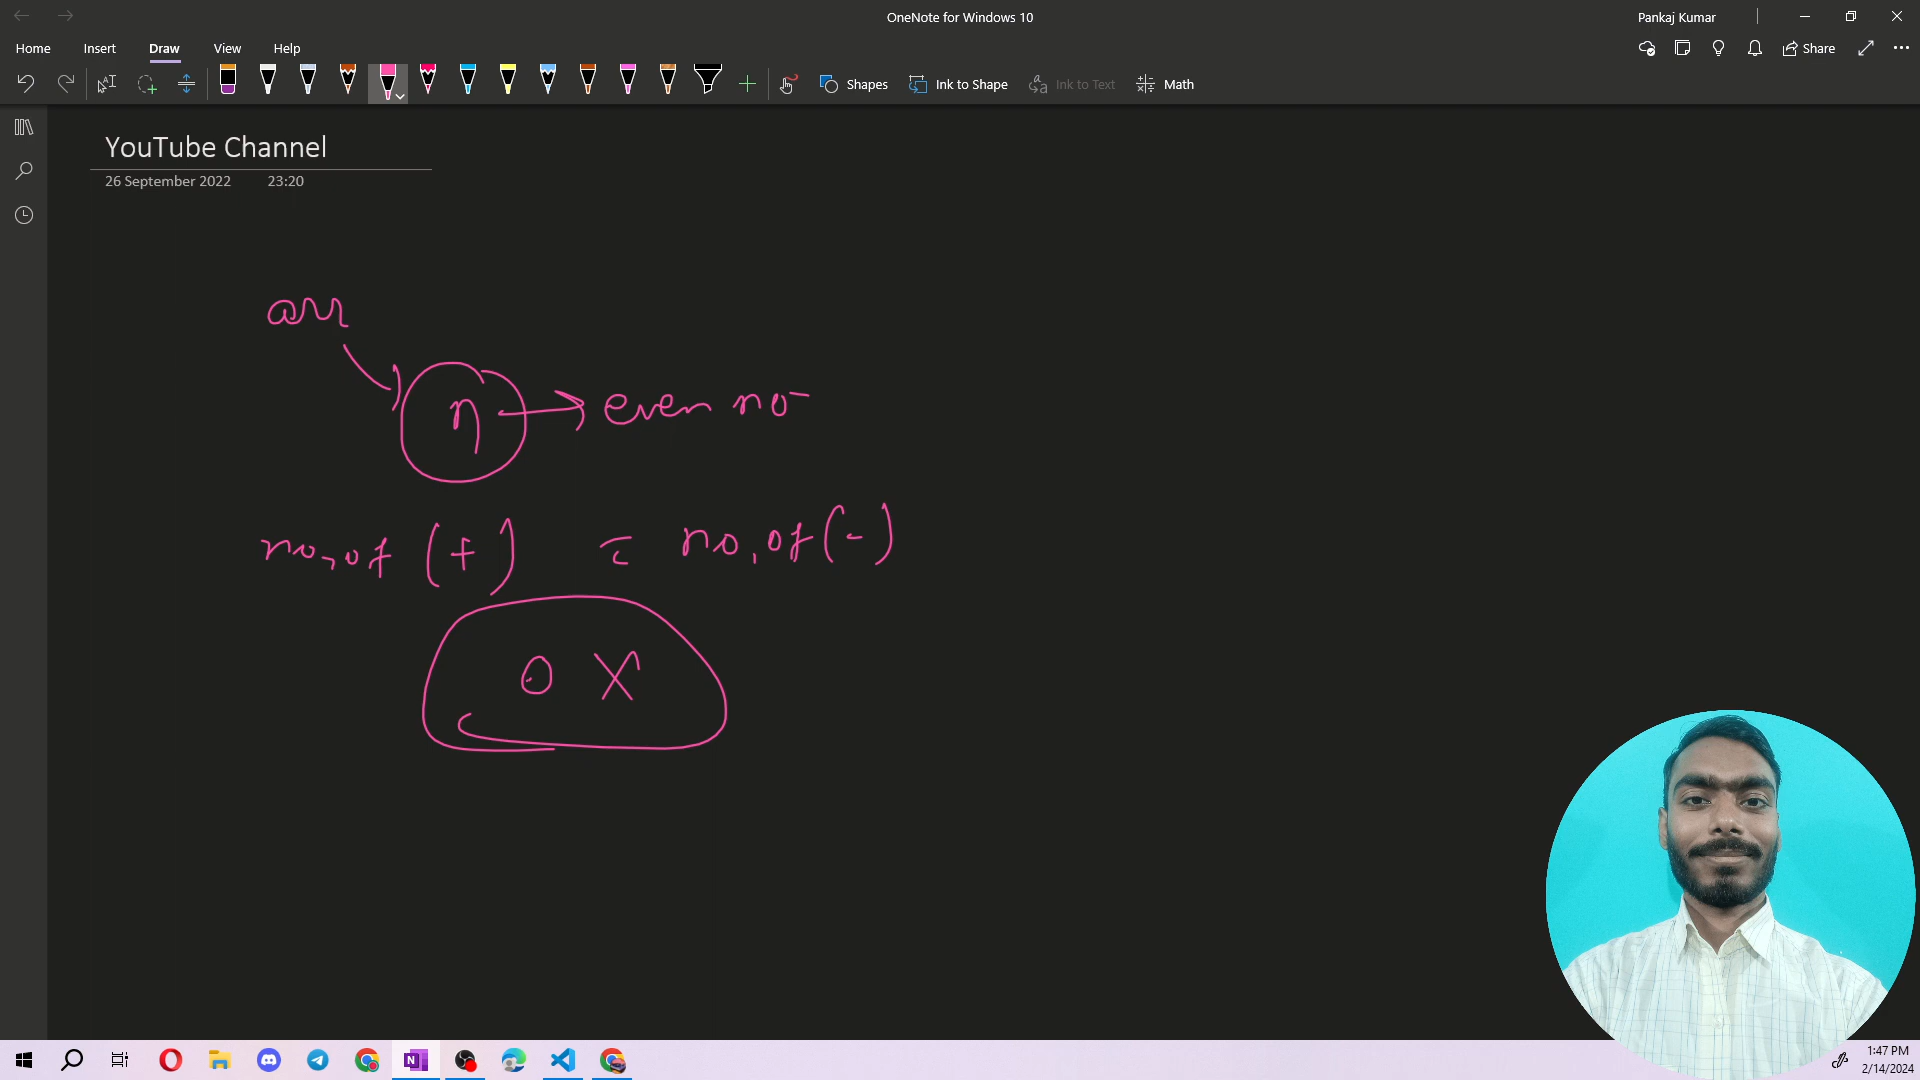 OneNote for Windows 10
Pankaj Kumar
Home Insert Draw View Help
Share
Shapes Ink to Shape Ink to Text Math
YouTube Channel
26 September 2022 23:20
arr
n → even no
no. of (+) = no. of (-)
0 X
1:47 PM
2/14/2024